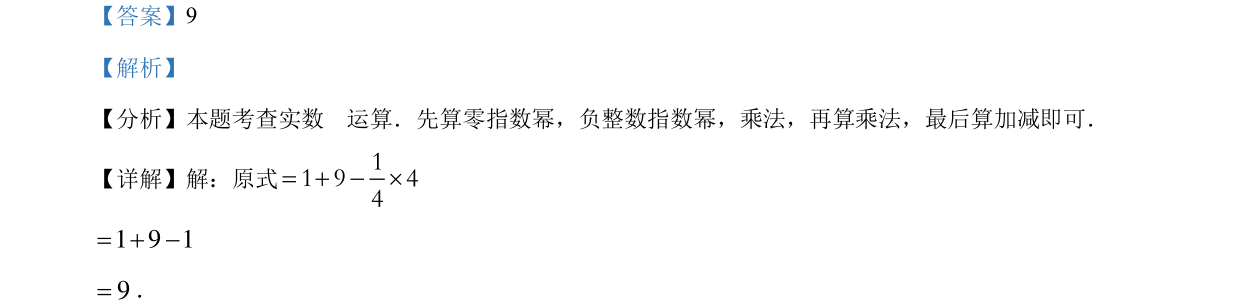 【答案】9
【解析】
【分析】本题考查实数 运算．先算零指数幂，负整数指数幂，乘法，再算乘法，最后算加减即可．
【详解】解：原式=1+9−1/4×4
=1+9−1
=9．